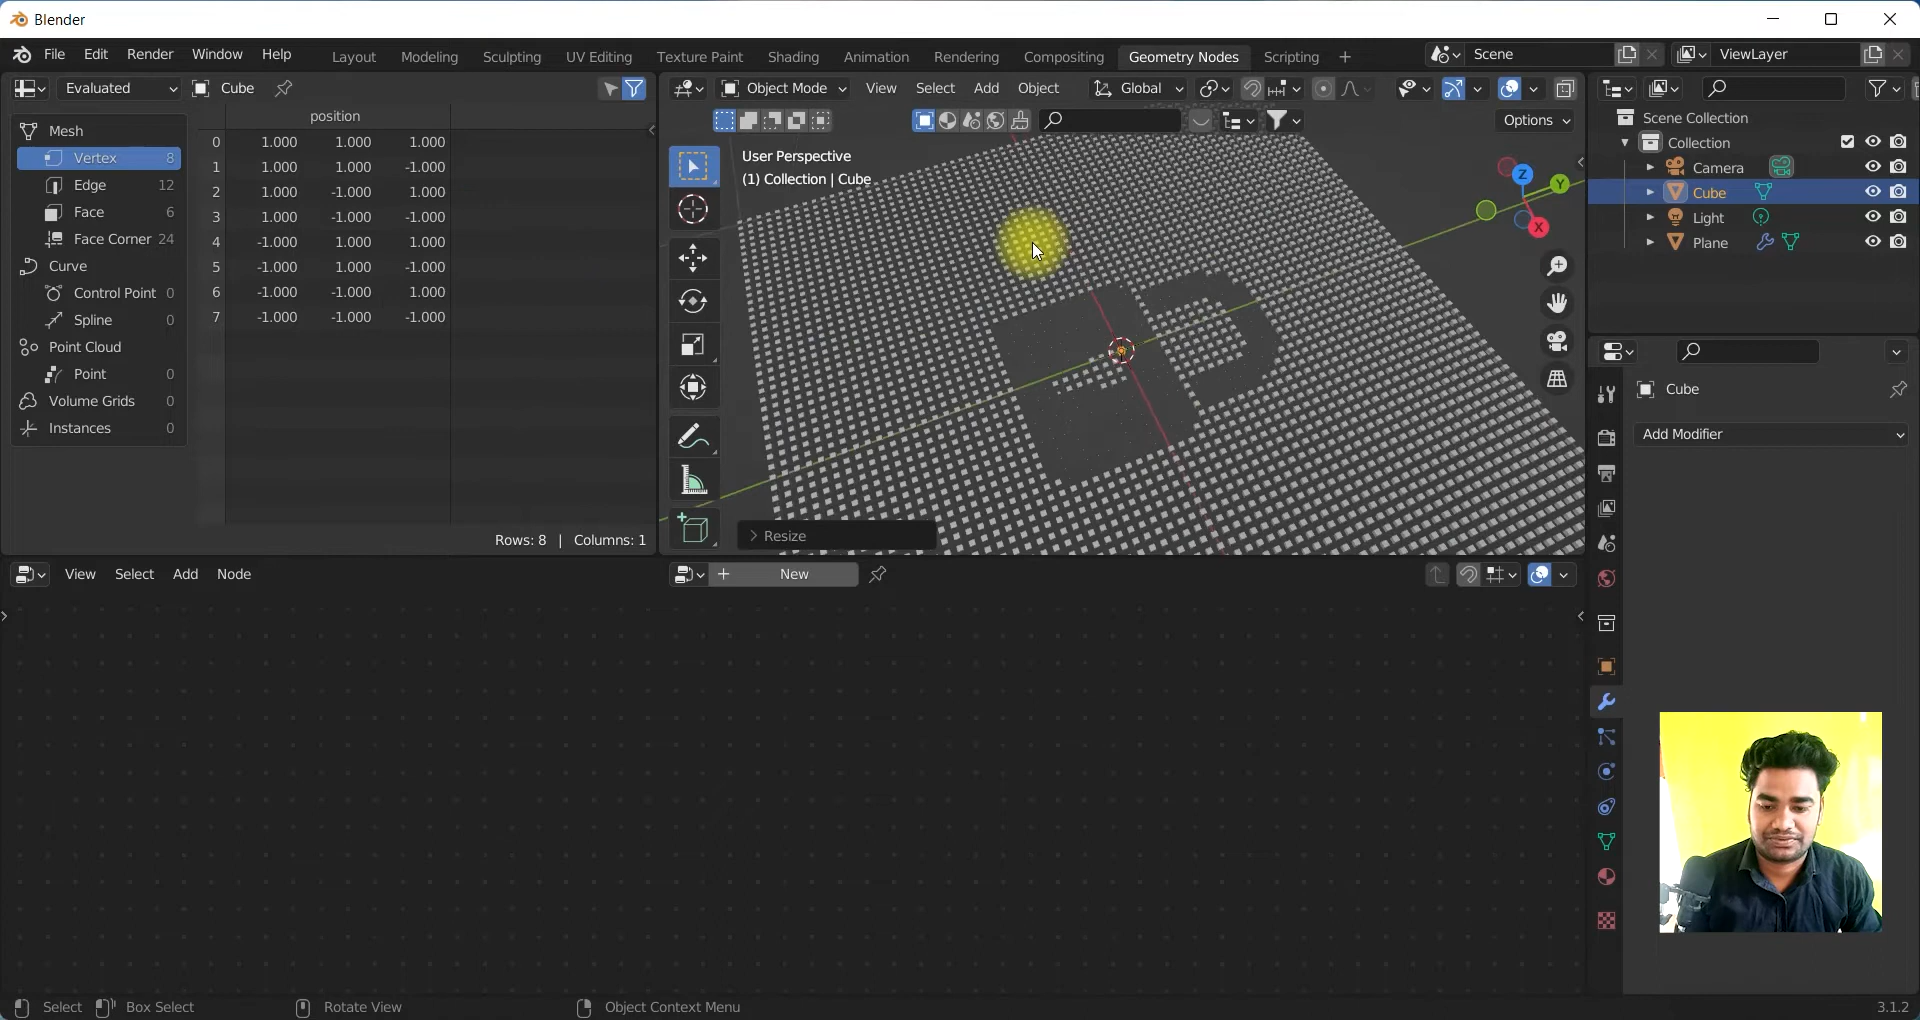 Blender
File Edit Render Window Help
Layout Modeling Sculpting UV Editing Texture Paint Shading Animation Rendering Compositing Geometry Nodes Scripting
Scene
ViewLayer
Evaluated
Cube
Object Mode
View Select Add Object
Global
position
Mesh
Vertex 8
Edge 12
Face 6
Face Corner 24
Curve
Control Point 0
Spline 0
Point Cloud
Point 0
Volume Grids 0
Instances 0
0 1.000 1.000 1.000
1 1.000 1.000 -1.000
2 1.000 -1.000 1.000
3 1.000 -1.000 -1.000
4 -1.000 1.000 1.000
5 -1.000 1.000 -1.000
6 -1.000 -1.000 1.000
7 -1.000 -1.000 -1.000
Rows: 8 | Columns: 1
Options
User Perspective
(1) Collection | Cube
Z
Y
X
Resize
Scene Collection
Collection
Camera
Cube
Light
Plane
Cube
Add Modifier
View Select Add Node
New
Select Box Select Rotate View Object Context Menu
3.1.2